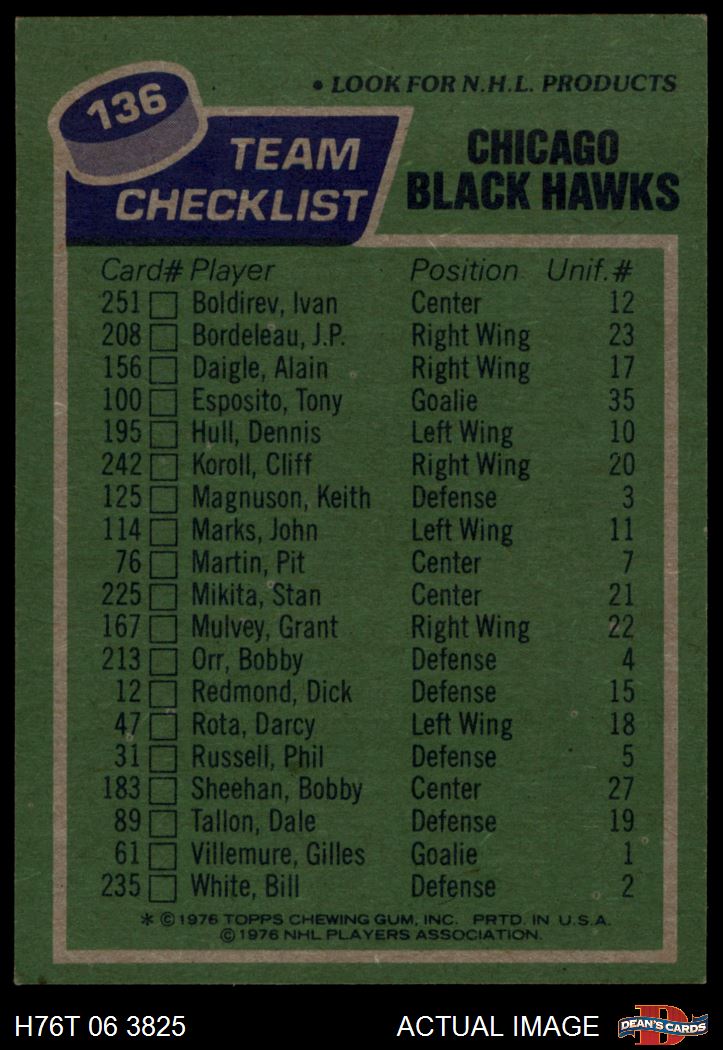 136
• LOOK FOR N.H.L. PRODUCTS
TEAM CHECKLIST
CHICAGO BLACK HAWKS
Card# Player Position Unif.#
251 Boldirev, Ivan Center 12
208 Bordeleau, J.P. Right Wing 23
156 Daigle, Alain Right Wing 17
100 Esposito, Tony Goalie 35
195 Hull, Dennis Left Wing 10
242 Koroll, Cliff Right Wing 20
125 Magnuson, Keith Defense 3
114 Marks, John Left Wing 11
76 Martin, Pit Center 7
225 Mikita, Stan Center 21
167 Mulvey, Grant Right Wing 22
213 Orr, Bobby Defense 4
12 Redmond, Dick Defense 15
47 Rota, Darcy Left Wing 18
31 Russell, Phil Defense 5
183 Sheehan, Bobby Center 27
89 Tallon, Dale Defense 19
61 Villemure, Gilles Goalie 1
235 White, Bill Defense 2
* © 1976 TOPPS CHEWING GUM, INC. PRTD. IN U.S.A.
© 1976 NHL PLAYERS ASSOCIATION.
H76T 06 3825 ACTUAL IMAGE D DEAN'S CARDS